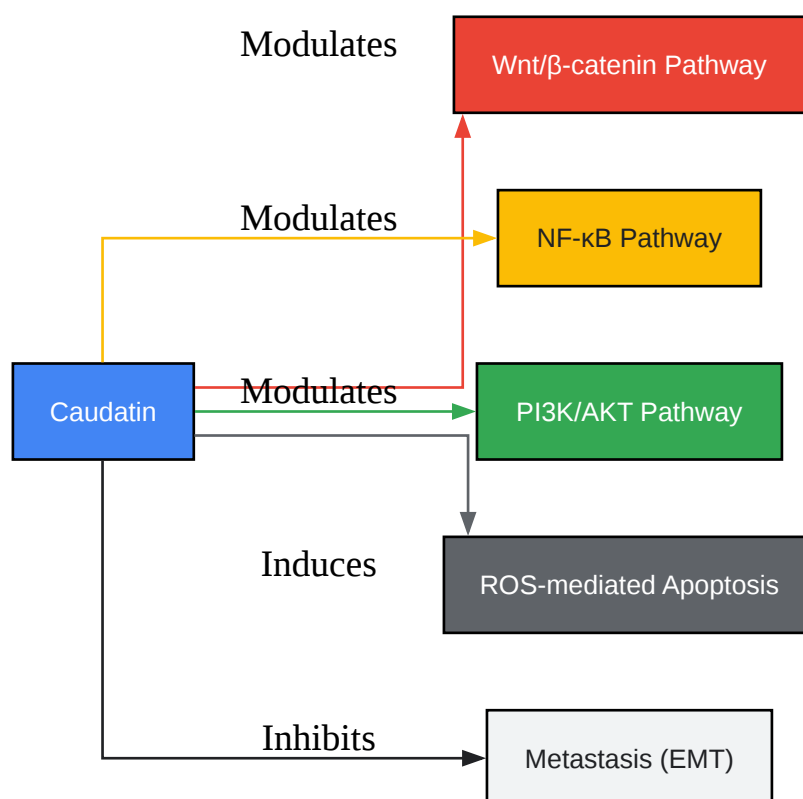 Modulates
Wnt/β-catenin Pathway
Modulates
NF-κB Pathway
Caudatin
Modulates
PI3K/AKT Pathway
Induces
ROS-mediated Apoptosis
Inhibits
Metastasis (EMT)